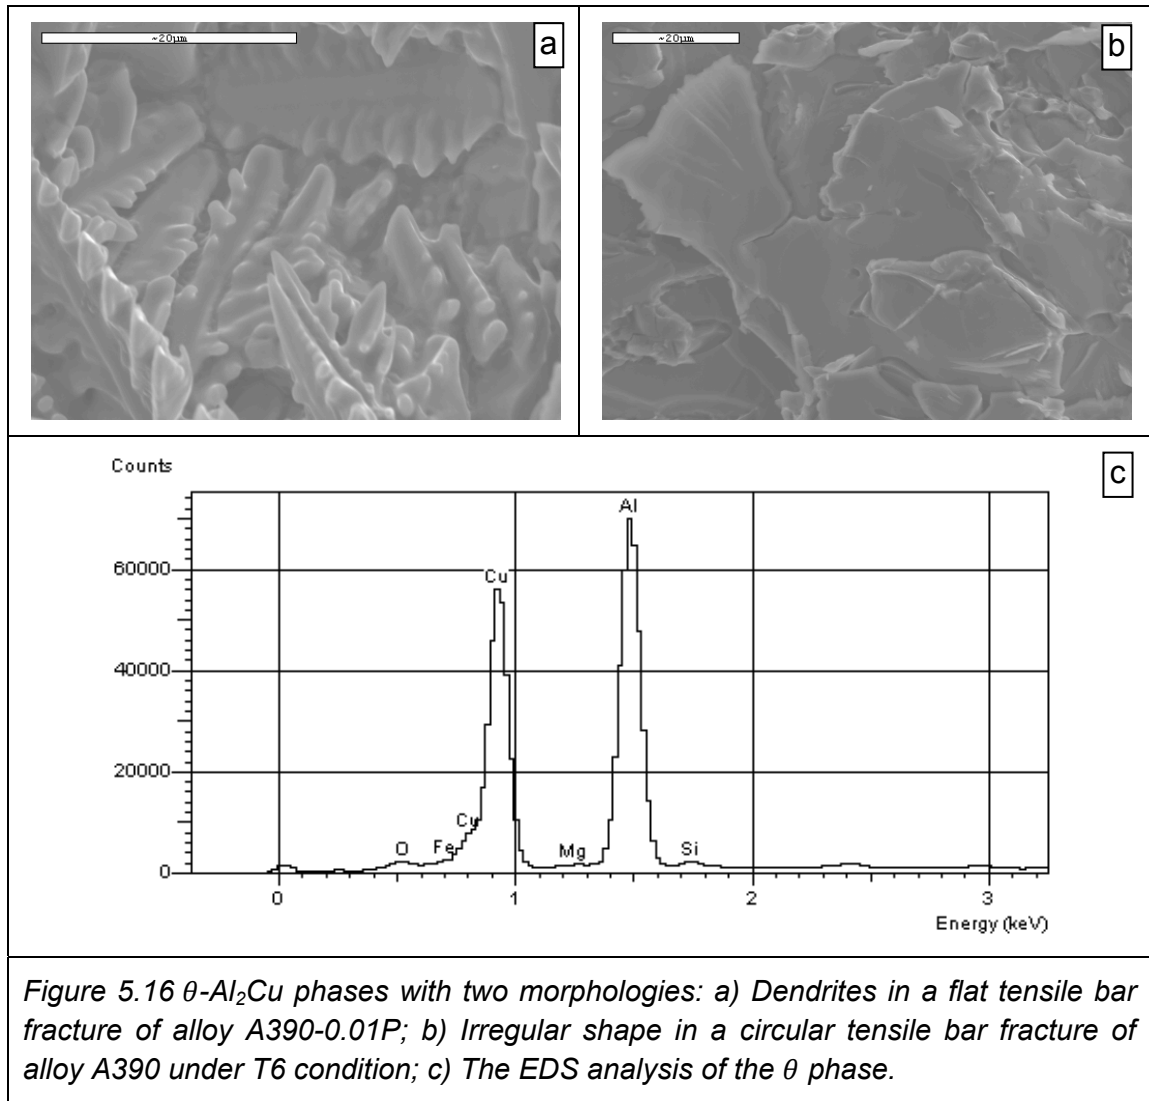 ~20µm
a
~20µm
b
Counts
c
Al
60000
Cu
40000
20000
Cu
O
Fe
Mg
Si
0
0
1
2
3
Energy (keV)
Figure 5.16 θ-Al₂Cu phases with two morphologies: a) Dendrites in a flat tensile bar
fracture of alloy A390-0.01P; b) Irregular shape in a circular tensile bar fracture of
alloy A390 under T6 condition; c) The EDS analysis of the θ phase.